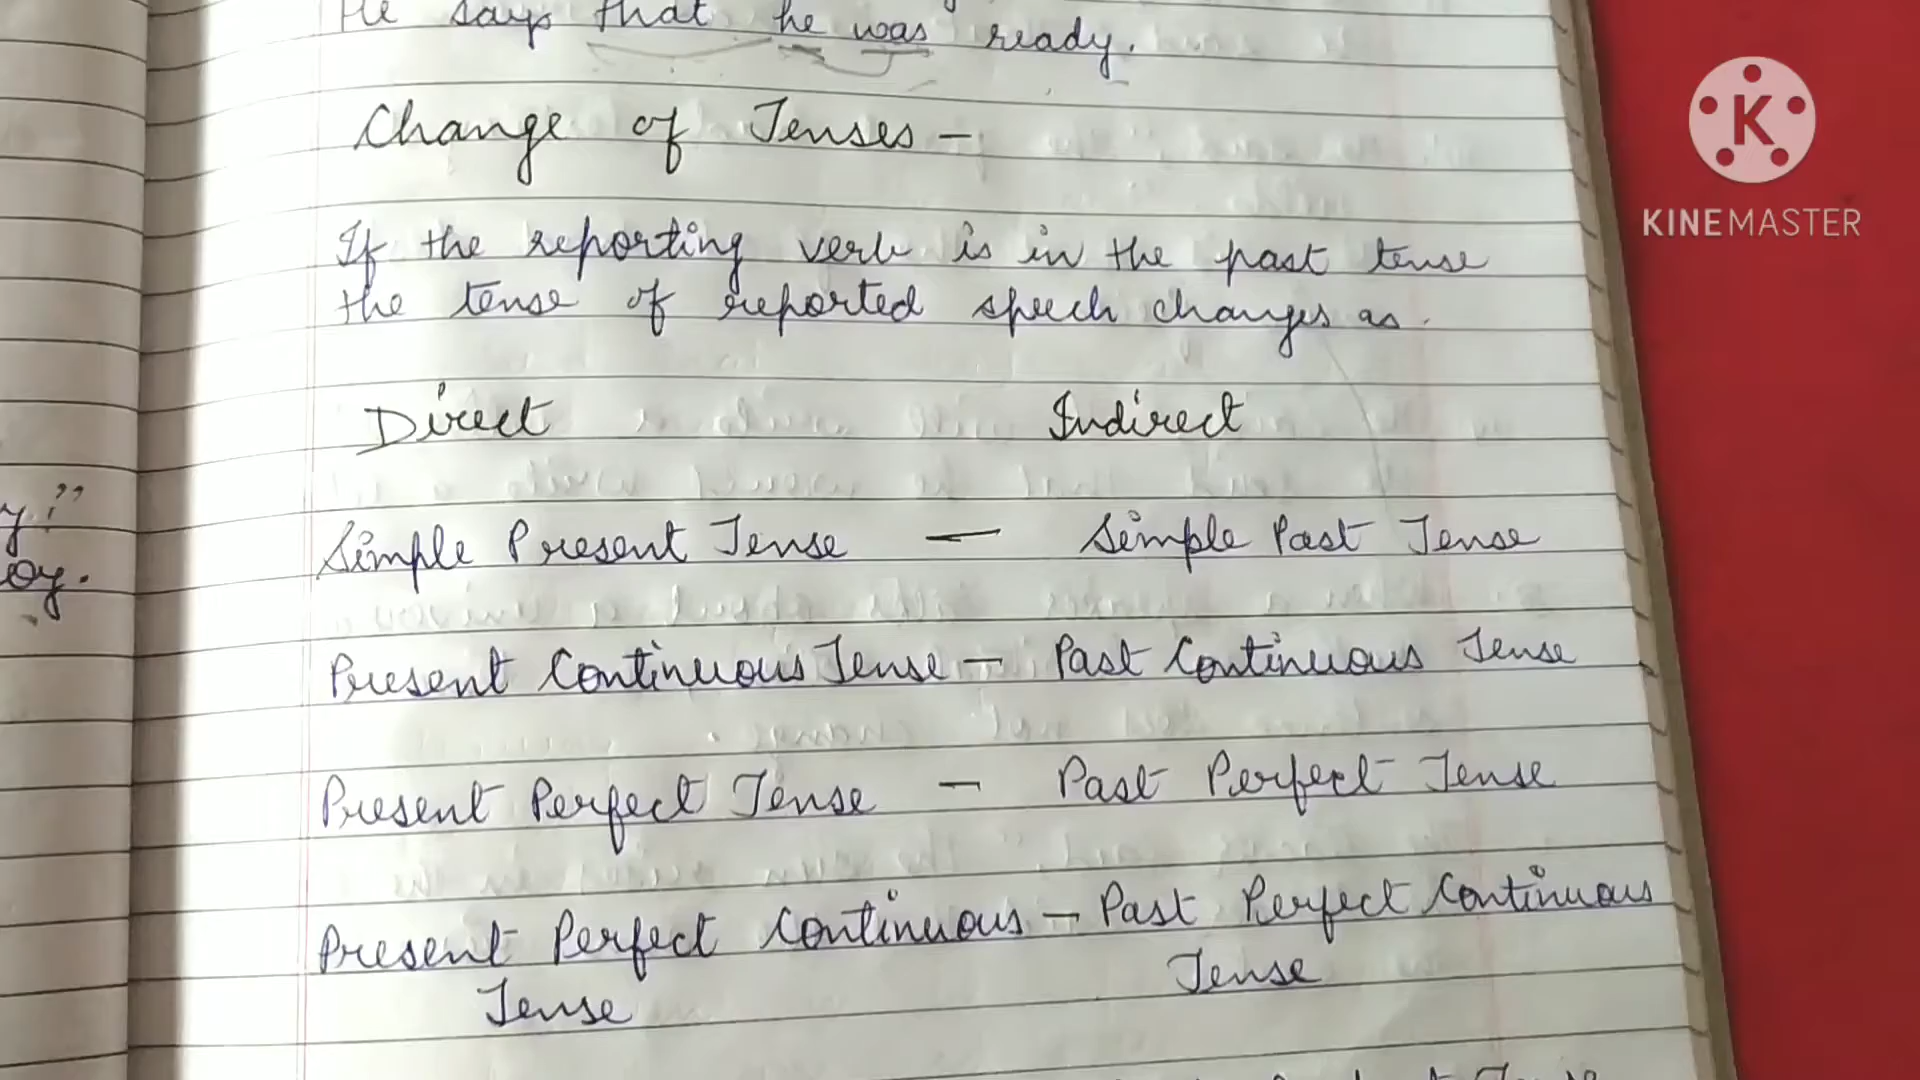 He says that he was ready.
Change of Tenses -
If the reporting verb is in the past tense
the tense of reported speech changes as.
Direct Indirect
Simple Present Tense - Simple Past Tense
Present Continuous Tense - Past Continuous Tense
Present Perfect Tense - Past Perfect Tense
Present Perfect Continuous - Past Perfect Continuous
Tense Tense
K
KINEMASTER